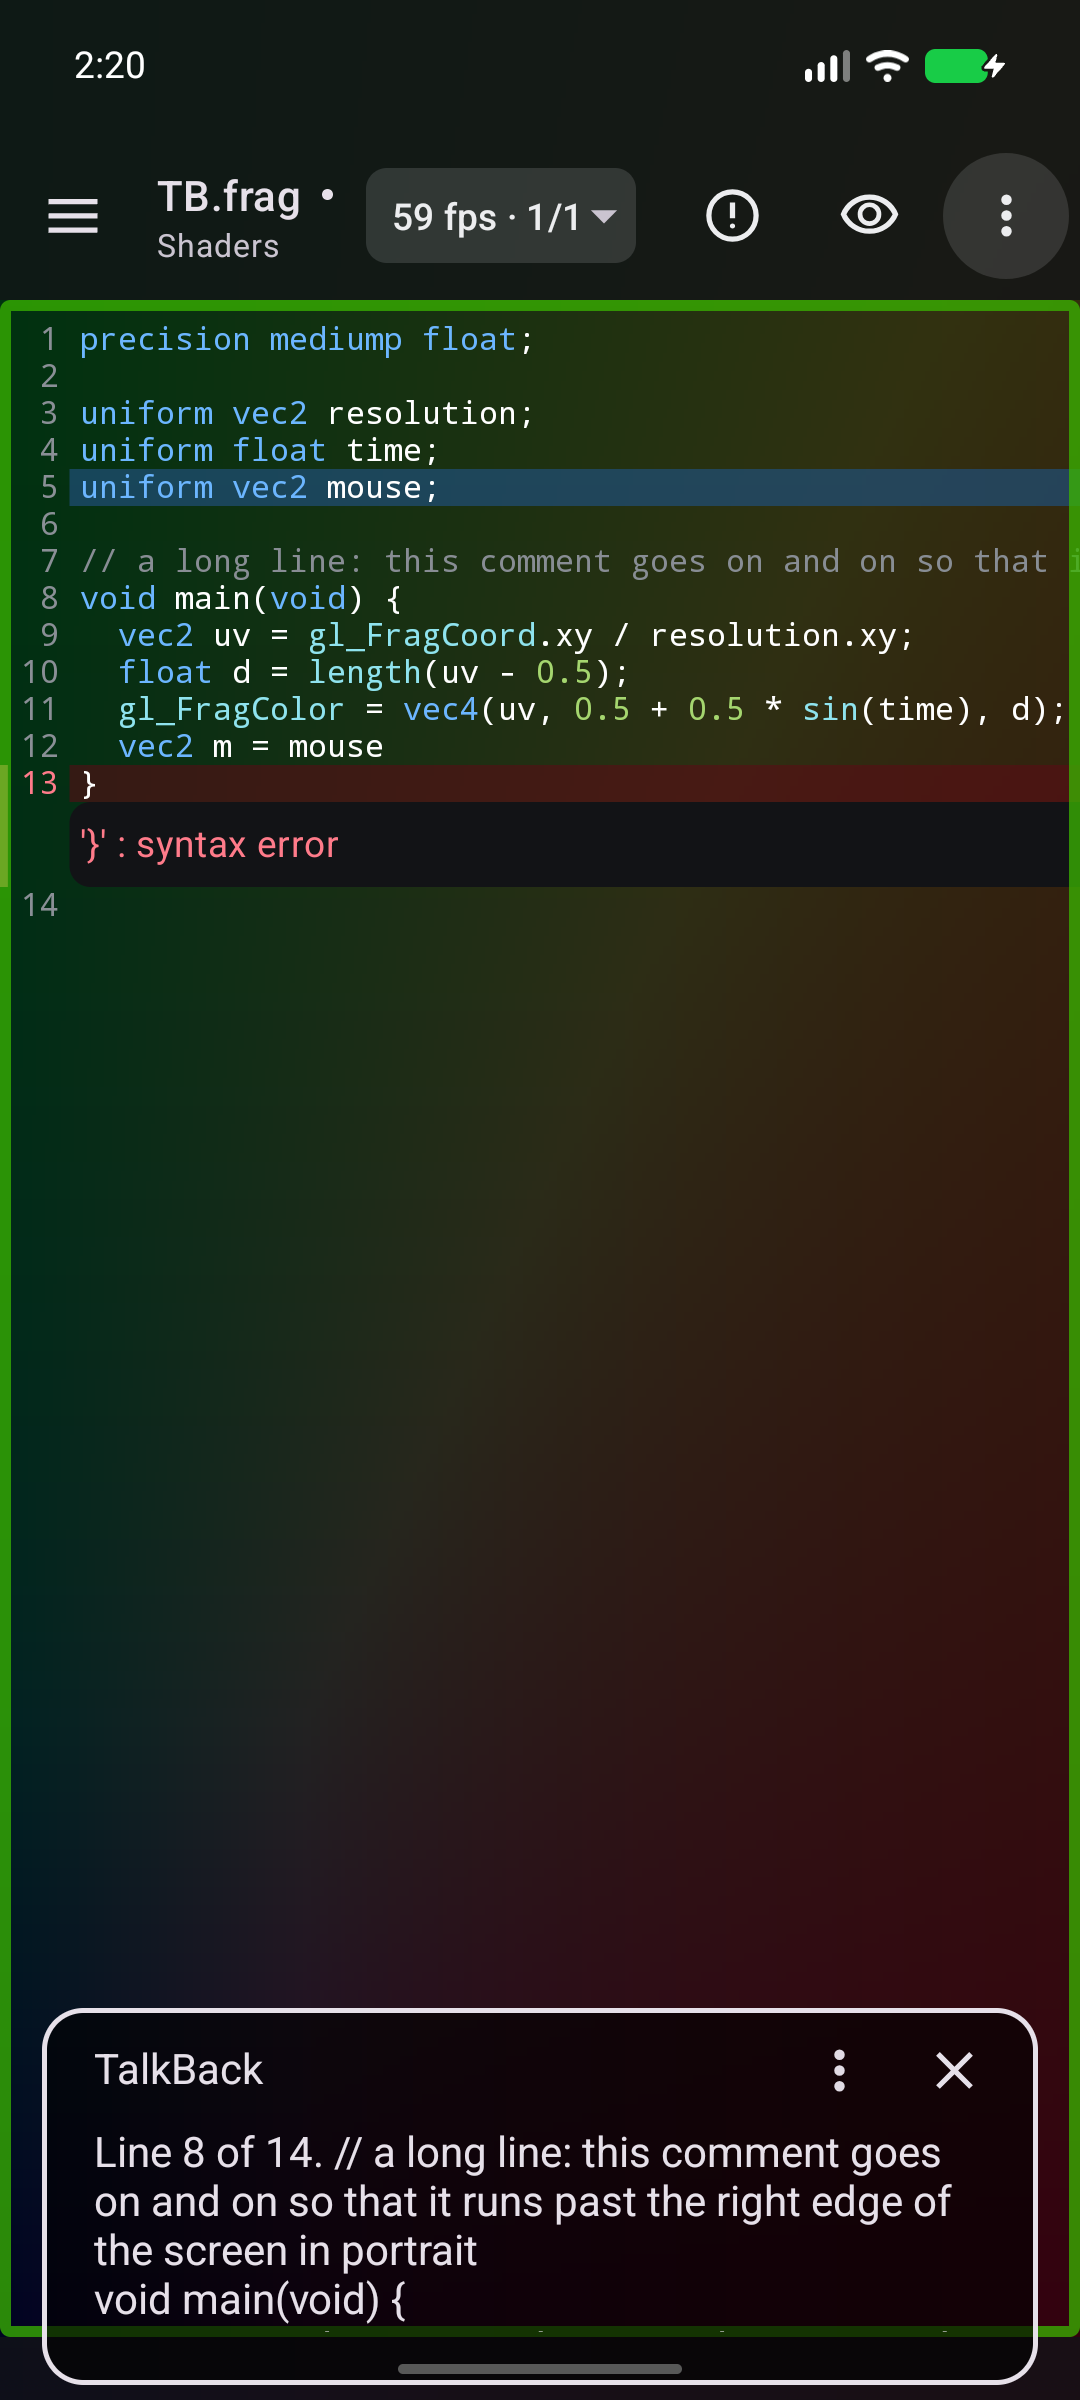 2:20
TB.frag •
Shaders
59 fps · 1/1
1 precision mediump float;
2
3 uniform vec2 resolution;
4 uniform float time;
5 uniform vec2 mouse;
6
7 // a long line: this comment goes on and on so that i
8 void main(void) {
9   vec2 uv = gl_FragCoord.xy / resolution.xy;
10   float d = length(uv - 0.5);
11   gl_FragColor = vec4(uv, 0.5 + 0.5 * sin(time), d);
12   vec2 m = mouse
13 }
'}' : syntax error
14
TalkBack
Line 8 of 14. // a long line: this comment goes
on and on so that it runs past the right edge of
the screen in portrait
void main(void) {